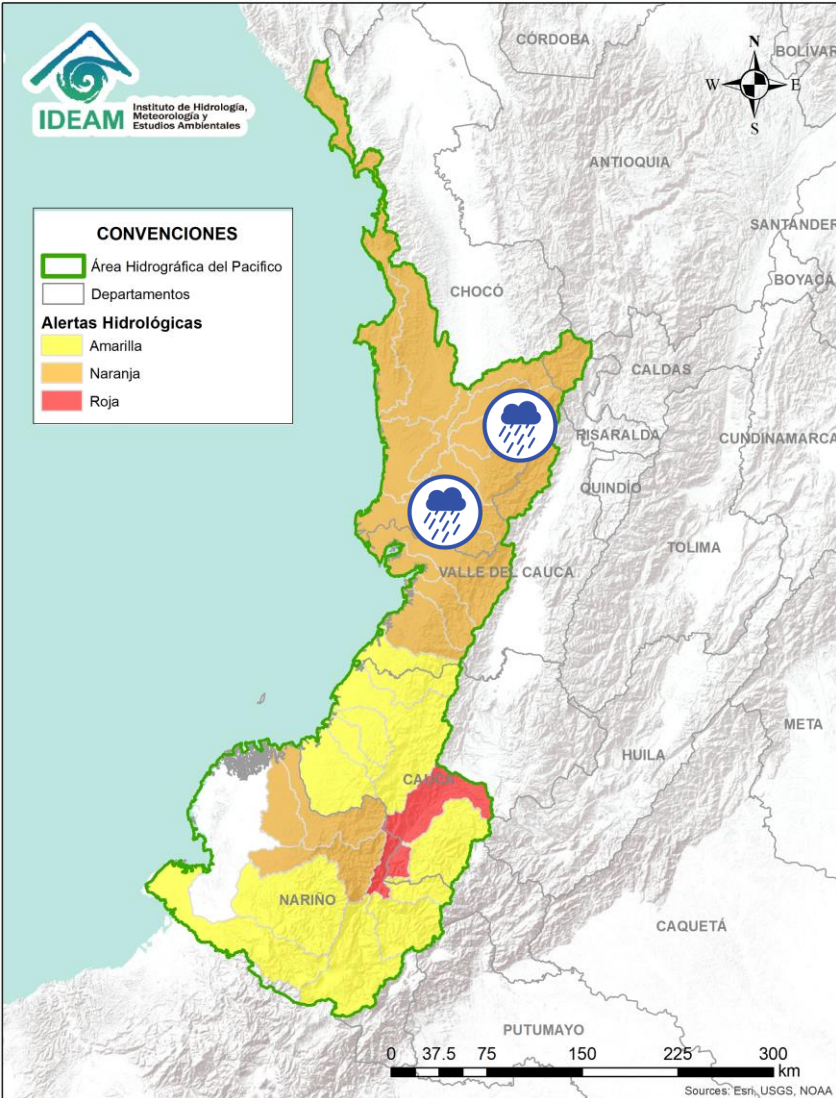 IDEAM
Instituto de Hidrología,
Meteorología y
Estudios Ambientales
CÓRDOBA
BOLÍVAR
N
W
E
S
ANTIOQUIA
SANTANDER
CONVENCIONES
Área Hidrográfica del Pacifico
Departamentos
Alertas Hidrológicas
Amarilla
Naranja
Roja
BOYACÁ
CHOCÓ
CALDAS
RISARALDA
CUNDINAMARCA
QUINDÍO
TOLIMA
VALLE DEL CAUCA
META
HUILA
CAUCA
NARIÑO
CAQUETÁ
PUTUMAYO
0 37.5 75 150 225 300
km
Sources: Esri, USGS, NOAA